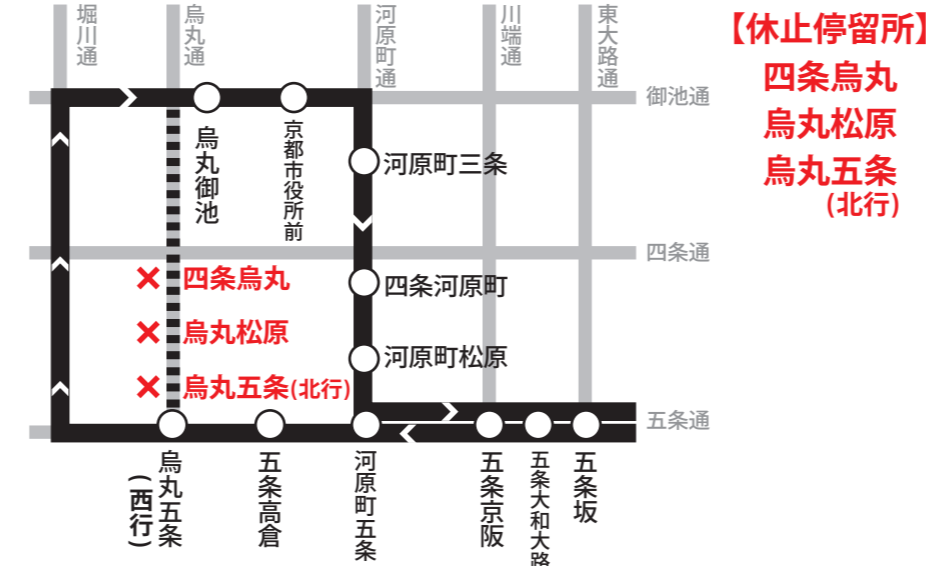 堀川通
烏丸通
河原町通
川端通
東大路通
【休止停留所】
四条烏丸
烏丸松原
烏丸五条
(北行)
御池通
烏丸御池
京都市役所前
河原町三条
四条通
四条烏丸
四条河原町
烏丸松原
河原町松原
烏丸五条(北行)
五条通
烏丸五条
(西行)
五条高倉
河原町五条
五条京阪
五条大和大路
五条坂